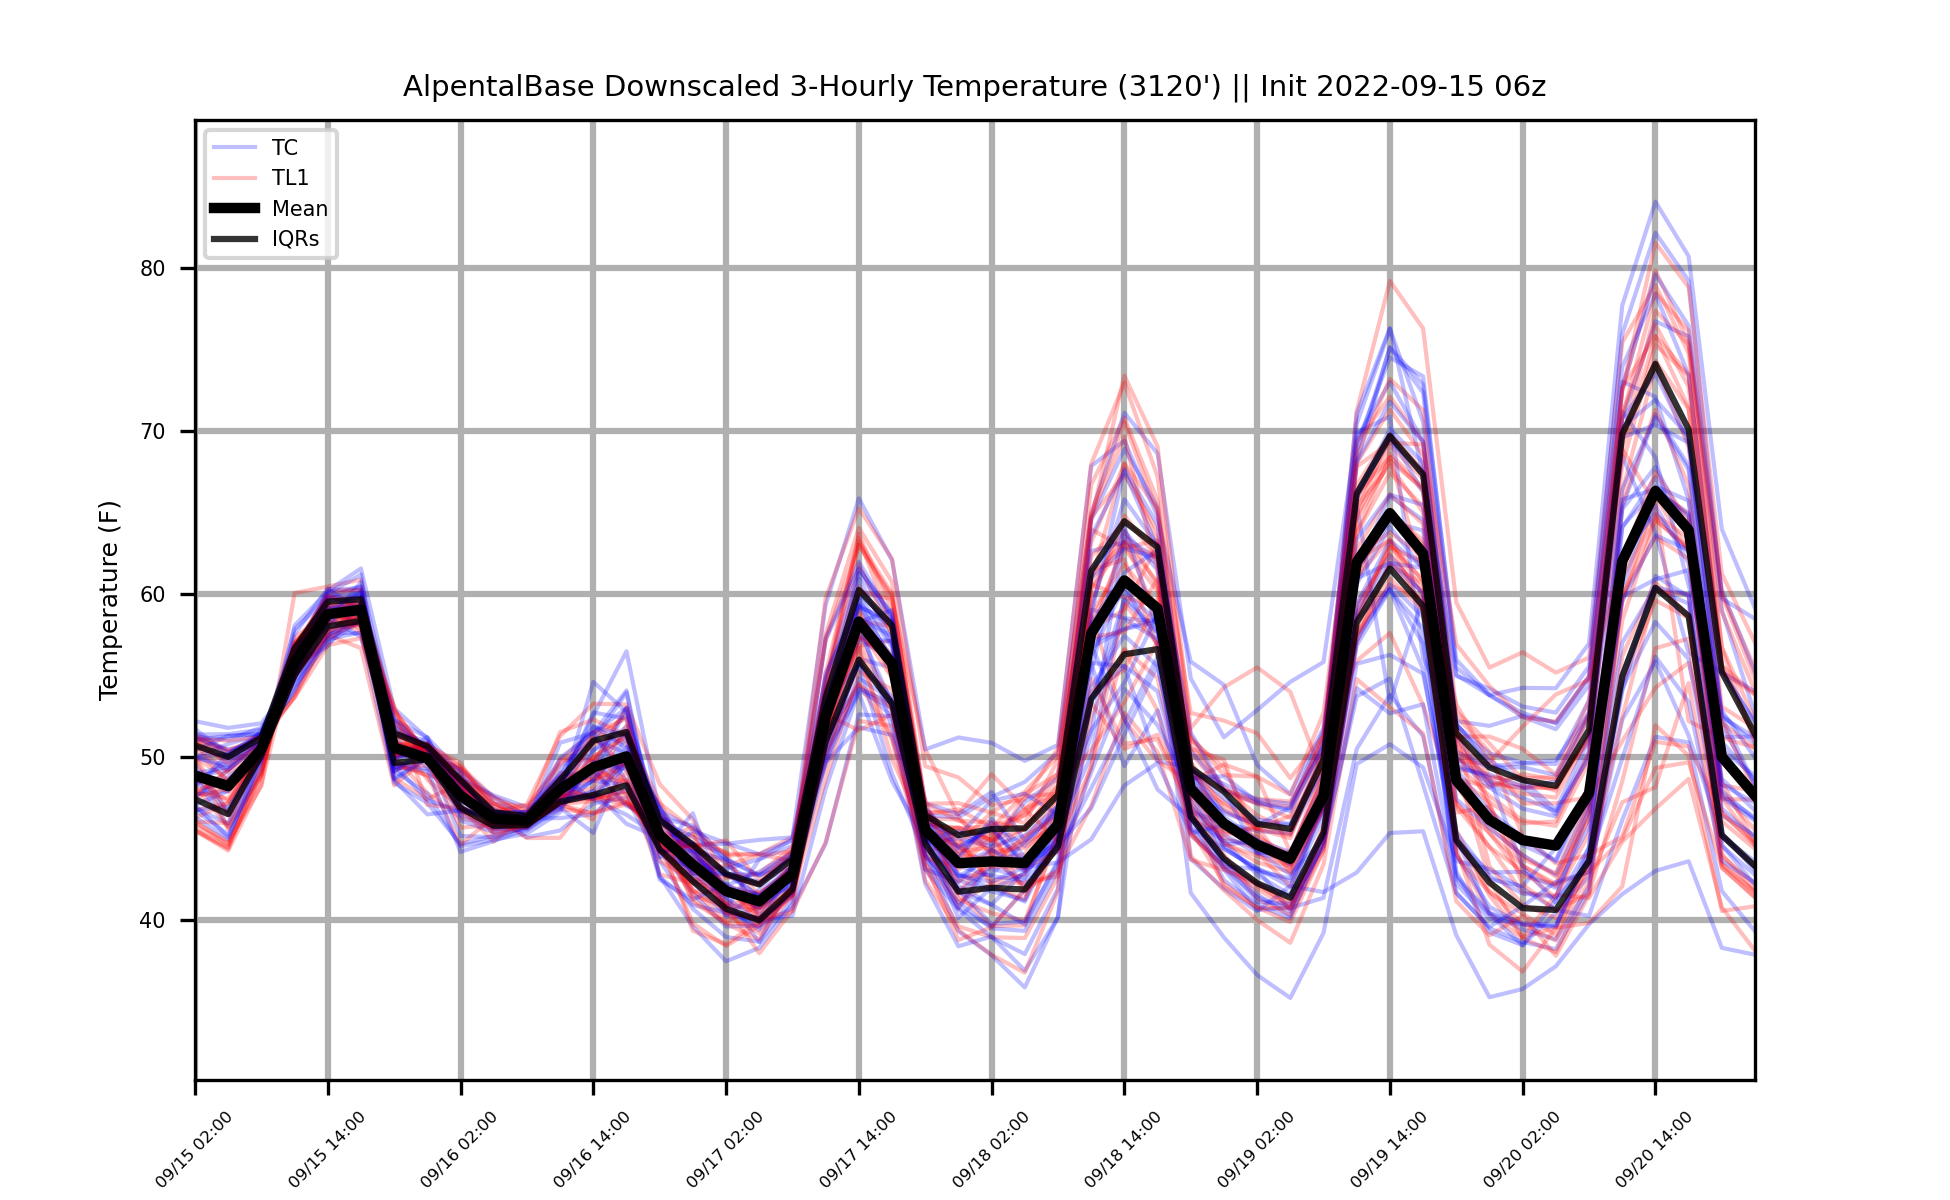 AlpentalBase Downscaled 3-Hourly Temperature (3120') || Init 2022-09-15 06z
TC
TL1
Mean
IQRs
Temperature (F)
80
70
60
50
40
09/15 02:00
09/15 14:00
09/16 02:00
09/16 14:00
09/17 02:00
09/17 14:00
09/18 02:00
09/18 14:00
09/19 02:00
09/19 14:00
09/20 02:00
09/20 14:00